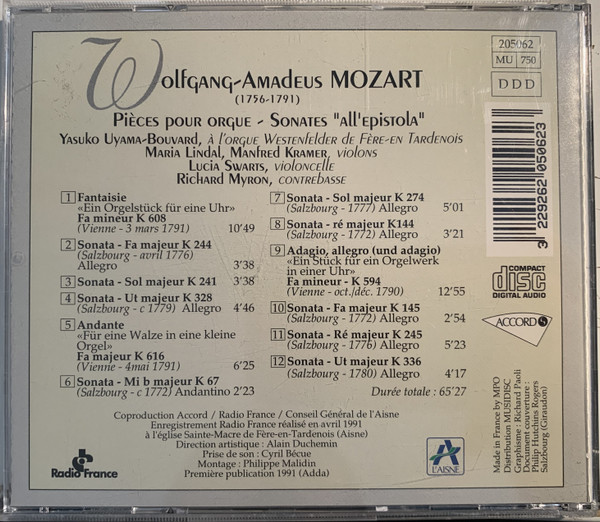 Wolfgang-Amadeus MOZART
(1756-1791)
Pièces pour orgue - Sonates "all'epistola"
Yasuko Uyama-Bouvard, à l'orgue Westenfelder de Fère-en Tardenois
Maria Lindal, Manfred Kramer, violons
Lucia Swarts, violoncelle
Richard Myron, contrebasse
205062
MU 750
DDD
3 229262 050623
1 Fantaisie
«Ein Orgelstück für eine Uhr»
Fa mineur K 608
(Vienne - 3 mars 1791) 10'49
2 Sonata - Fa majeur K 244
(Salzbourg - avril 1776)
Allegro 3'38
3 Sonata - Sol majeur K 241 3'38
4 Sonata - Ut majeur K 328
(Salzbourg - c 1779) Allegro 4'46
5 Andante
«Für eine Walze in eine kleine
Orgel»
Fa majeur K 616
(Vienne - 4mai 1791) 6'25
6 Sonata - Mi b majeur K 67
(Salzbourg - c 1772) Andantino 2'23
7 Sonata - Sol majeur K 274
(Salzbourg - 1777) Allegro 5'01
8 Sonata - ré majeur K144
(Salzbourg - 1772) Allegro 3'21
9 Adagio, allegro (und adagio)
«Ein Stück für ein Orgelwerk
in einer Uhr»
Fa mineur - K 594
(Vienne - oct./déc. 1790) 12'55
10 Sonata - Fa majeur K 145
(Salzbourg - 1772) Allegro 2'54
11 Sonata - Ré majeur K 245
(Salzbourg - 1776) Allegro 5'23
12 Sonata - Ut majeur K 336
(Salzbourg - 1780) Allegro 4'17
Durée totale : 65'27
COMPACT
disc
DIGITAL AUDIO
ACCORD
Coproduction Accord / Radio France / Conseil Général de l'Aisne
Enregistrement Radio France réalisé en avril 1991
à l'église Sainte-Macre de Fère-en-Tardenois (Aisne)
Direction artistique : Alain Duchemin
Prise de son : Cyril Bécue
Montage : Philippe Malidin
Première publication 1991 (Adda)
Radio France
L'AISNE
Made in France by MPO
Distribution MUSIDISC
Graphisme : Richard Paoli
Document couverture :
Philip Hutchins Rogers
Salzbourg (Giraudon)